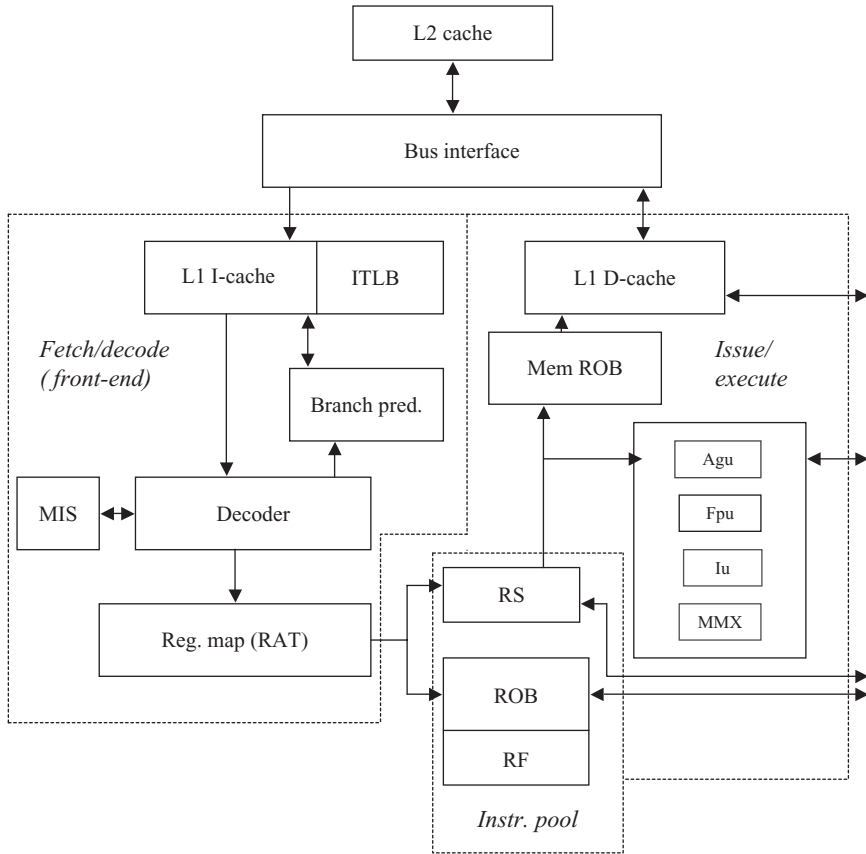 L2 cache
Bus interface
L1 I-cache
ITLB
L1 D-cache
Fetch/decode
(front-end)
Issue/
execute
Mem ROB
Branch pred.
Agu
MIS
Decoder
Fpu
Iu
RS
MMX
Reg. map (RAT)
ROB
RF
Instr. pool